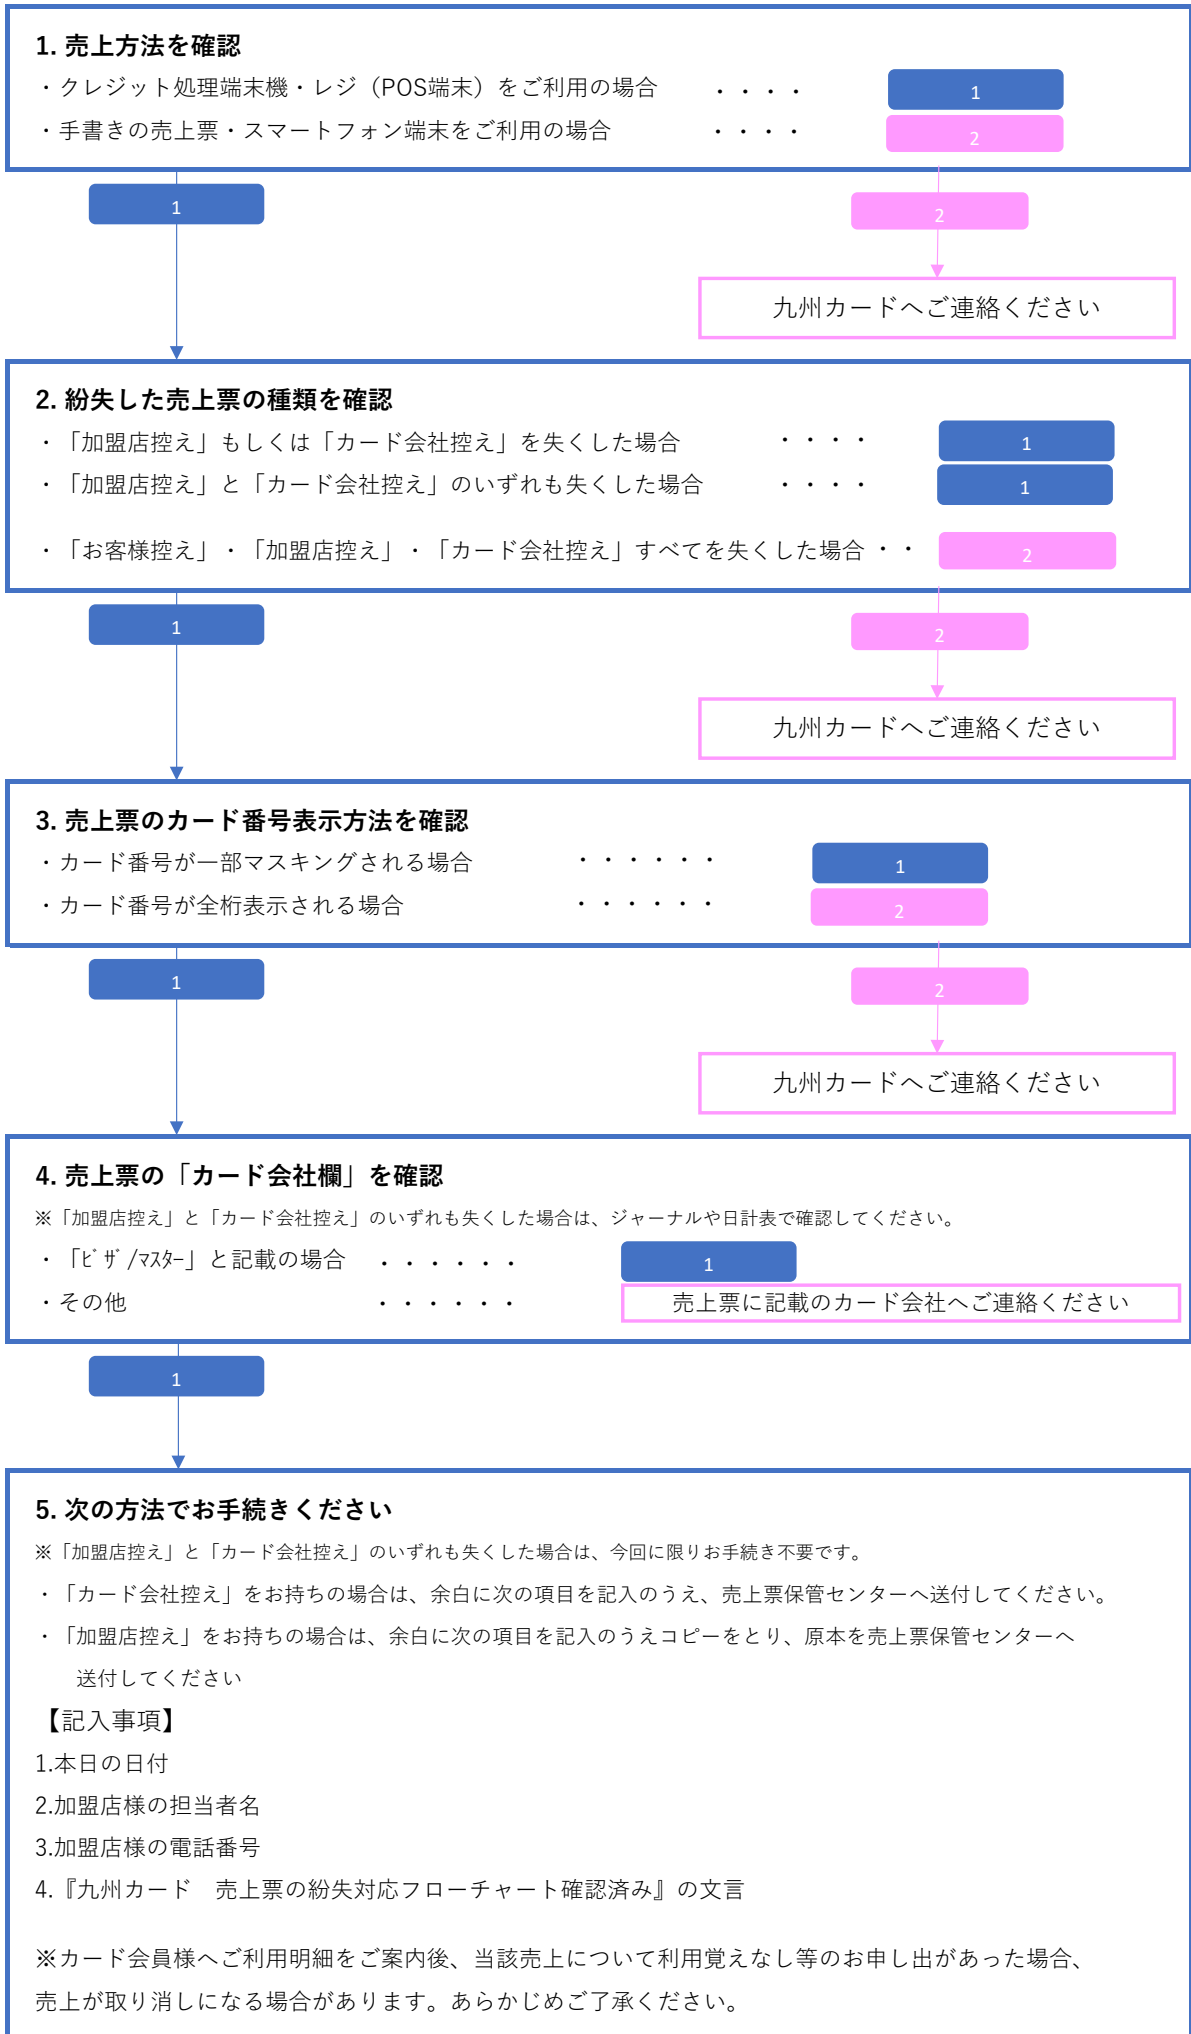 1. 売上方法を確認
・クレジット処理端末機・レジ（POS端末）をご利用の場合 ・・・・ 1
・手書きの売上票・スマートフォン端末をご利用の場合 ・・・・ 2
1
2
九州カードへご連絡ください
2. 紛失した売上票の種類を確認
・「加盟店控え」もしくは「カード会社控え」を失くした場合 ・・・・ 1
・「加盟店控え」と「カード会社控え」のいずれも失くした場合 ・・・・ 1
・「お客様控え」・「加盟店控え」・「カード会社控え」すべてを失くした場合 ・・ 2
1
2
九州カードへご連絡ください
3. 売上票のカード番号表示方法を確認
・カード番号が一部マスキングされる場合 ・・・・・・ 1
・カード番号が全桁表示される場合 ・・・・・・ 2
1
2
九州カードへご連絡ください
4. 売上票の「カード会社欄」を確認
※「加盟店控え」と「カード会社控え」のいずれも失くした場合は、ジャーナルや日計表で確認してください。
・「ﾋﾞｻﾞ/ﾏｽﾀｰ」と記載の場合 ・・・・・・ 1
・その他 ・・・・・・ 売上票に記載のカード会社へご連絡ください
1
5. 次の方法でお手続きください
※「加盟店控え」と「カード会社控え」のいずれも失くした場合は、今回に限りお手続き不要です。
・「カード会社控え」をお持ちの場合は、余白に次の項目を記入のうえ、売上票保管センターへ送付してください。
・「加盟店控え」をお持ちの場合は、余白に次の項目を記入のうえコピーをとり、原本を売上票保管センターへ
送付してください
【記入事項】
1.本日の日付
2.加盟店様の担当者名
3.加盟店様の電話番号
4.『九州カード　売上票の紛失対応フローチャート確認済み』の文言
※カード会員様へご利用明細をご案内後、当該売上について利用覚えなし等のお申し出があった場合、
売上が取り消しになる場合があります。あらかじめご了承ください。